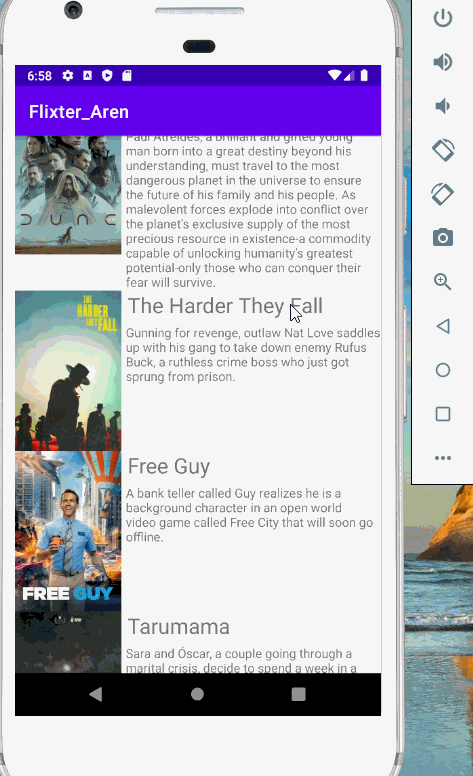 6:58
Flixter_Aren
Paul Atreides, a brilliant and gifted young
man born into a great destiny beyond his
understanding, must travel to the most
dangerous planet in the universe to ensure
the future of his family and his people. As
malevolent forces explode into conflict over
the planet's exclusive supply of the most
precious resource in existence-a commodity
capable of unlocking humanity's greatest
potential-only those who can conquer their
fear will survive.
DUNE
The Harder They Fall
THE
HARDER
THEY
FALL
Gunning for revenge, outlaw Nat Love saddles
up with his gang to take down enemy Rufus
Buck, a ruthless crime boss who just got
sprung from prison.
Free Guy
A bank teller called Guy realizes he is a
background character in an open world
video game called Free City that will soon go
offline.
FREE GUY
Tarumama
Sara and Óscar, a couple going through a
marital crisis, decide to spend a week in a